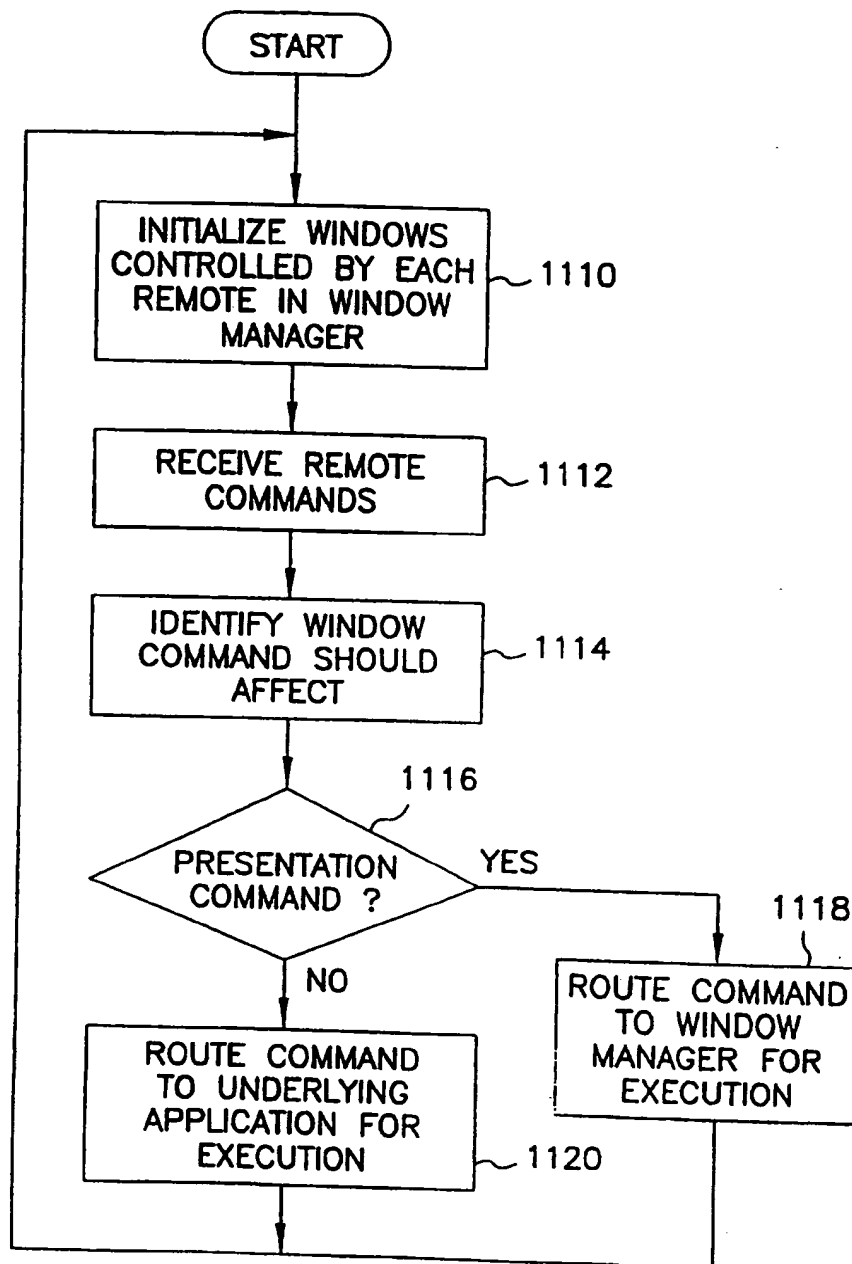 START
INITIALIZE WINDOWS
CONTROLLED BY EACH
REMOTE IN WINDOW
MANAGER
1110
RECEIVE REMOTE
COMMANDS
1112
IDENTIFY WINDOW
COMMAND SHOULD
AFFECT
1114
1116
PRESENTATION
COMMAND ?
YES
NO
1118
ROUTE COMMAND
TO WINDOW
MANAGER FOR
EXECUTION
ROUTE COMMAND
TO UNDERLYING
APPLICATION FOR
EXECUTION
1120